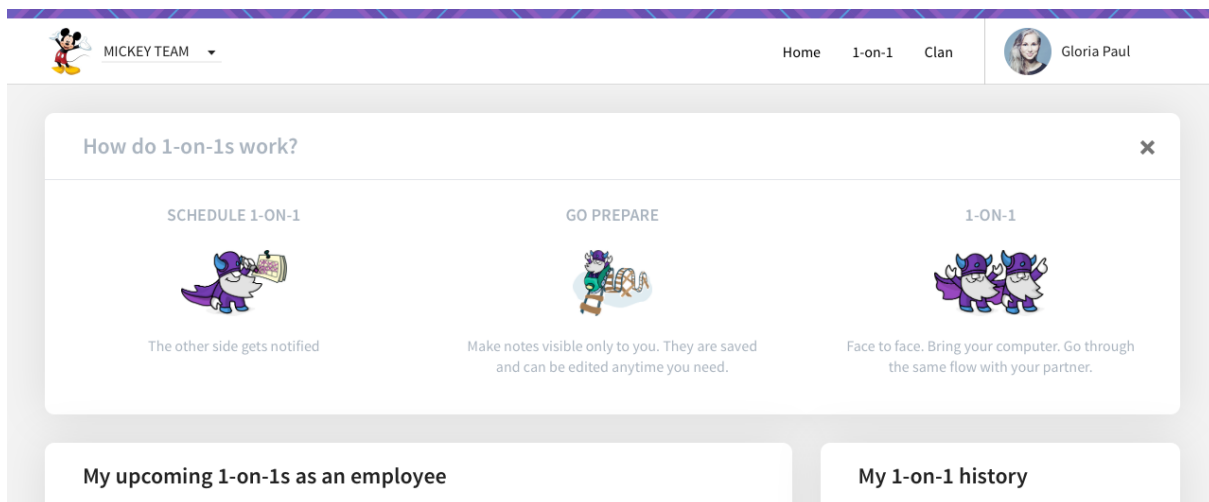 MICKEY TEAM
Home 1-on-1 Clan Gloria Paul
How do 1-on-1s work?
SCHEDULE 1-ON-1
The other side gets notified
GO PREPARE
Make notes visible only to you. They are saved
and can be edited anytime you need.
1-ON-1
Face to face. Bring your computer. Go through
the same flow with your partner.
My upcoming 1-on-1s as an employee
My 1-on-1 history